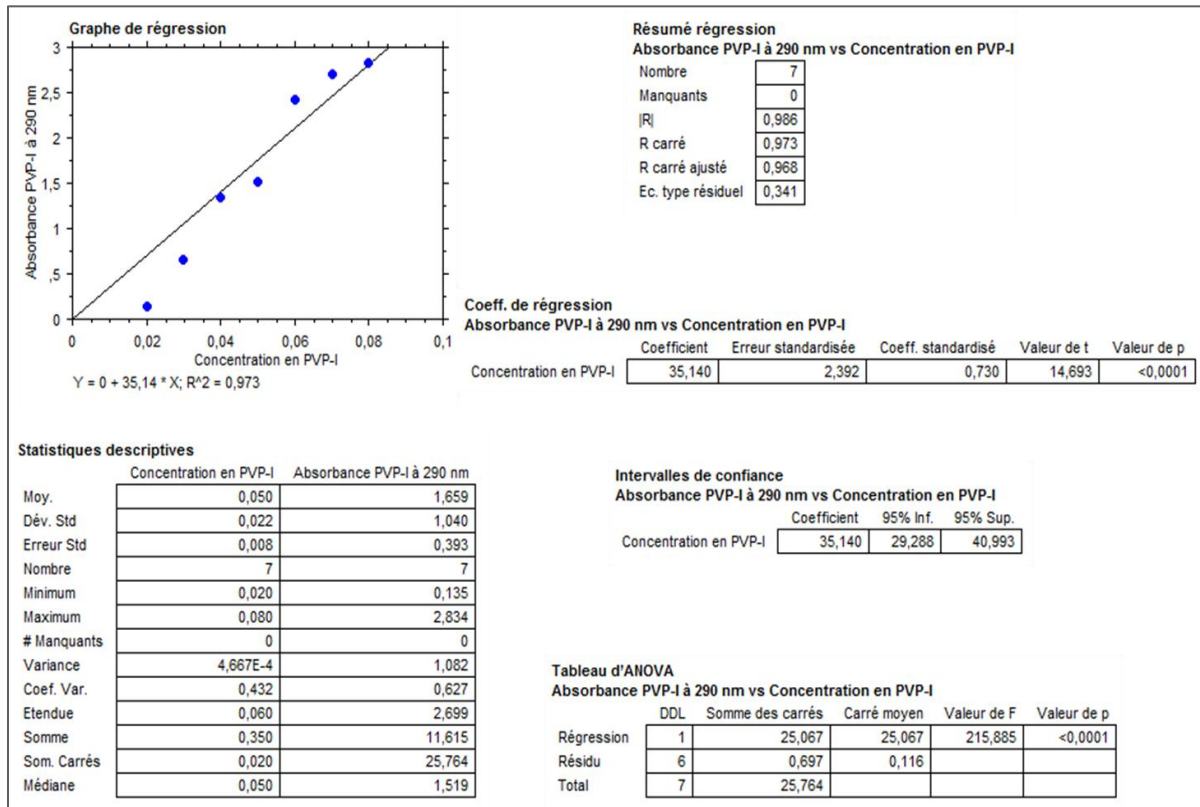 Graphe de régression
3
2,5
2
1,5
1
,5
0
Absorbance PVP-I à 290 nm
0 0,02 0,04 0,06 0,08 0,1
Concentration en PVP-I
Y = 0 + 35,14 * X; R^2 = 0,973
Résumé régression
Absorbance PVP-I à 290 nm vs Concentration en PVP-I
Nombre 7
Manquants 0
|R| 0,986
R carré 0,973
R carré ajusté 0,968
Ec. type résiduel 0,341
Coeff. de régression
Absorbance PVP-I à 290 nm vs Concentration en PVP-I
Coefficient Erreur standardisée Coeff. standardisé Valeur de t Valeur de p
Concentration en PVP-I 35,140 2,392 0,730 14,693 <0,0001
Statistiques descriptives
Concentration en PVP-I Absorbance PVP-I à 290 nm
Moy. 0,050 1,659
Dév. Std 0,022 1,040
Erreur Std 0,008 0,393
Nombre 7 7
Minimum 0,020 0,135
Maximum 0,080 2,834
# Manquants 0 0
Variance 4,667E-4 1,082
Coef. Var. 0,432 0,627
Etendue 0,060 2,699
Somme 0,350 11,615
Som. Carrés 0,020 25,764
Médiane 0,050 1,519
Intervalles de confiance
Absorbance PVP-I à 290 nm vs Concentration en PVP-I
Coefficient 95% Inf. 95% Sup.
Concentration en PVP-I 35,140 29,288 40,993
Tableau d'ANOVA
Absorbance PVP-I à 290 nm vs Concentration en PVP-I
DDL Somme des carrés Carré moyen Valeur de F Valeur de p
Régression 1 25,067 25,067 215,885 <0,0001
Résidu 6 0,697 0,116
Total 7 25,764